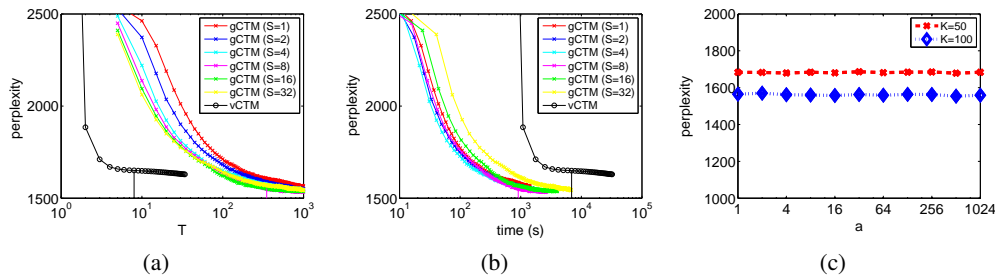 2500
2000
1500
perplexity
10^0
10^1
10^2
10^3
T
gCTM (S=1)
gCTM (S=2)
gCTM (S=4)
gCTM (S=8)
gCTM (S=16)
gCTM (S=32)
vCTM
(a)
2500
2000
1500
perplexity
10^1
10^2
10^3
10^4
10^5
time (s)
gCTM (S=1)
gCTM (S=2)
gCTM (S=4)
gCTM (S=8)
gCTM (S=16)
gCTM (S=32)
vCTM
(b)
2000
1800
1600
1400
1200
1000
perplexity
1
4
16
64
256
1024
a
K=50
K=100
(c)